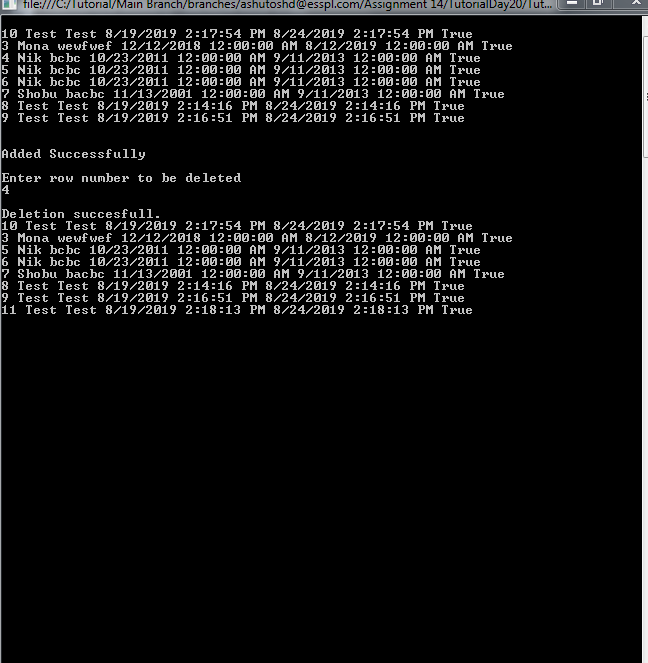 file:///C:/Tutorial/Main Branch/branches/ashutoshd@esspl.com/Assignment 14/TutorialDay20/Tut...
10 Test Test 8/19/2019 2:17:54 PM 8/24/2019 2:17:54 PM True
3 Mona wewfwef 12/12/2018 12:00:00 AM 8/12/2019 12:00:00 AM True
4 Nik bcbc 10/23/2011 12:00:00 AM 9/11/2013 12:00:00 AM True
5 Nik bcbc 10/23/2011 12:00:00 AM 9/11/2013 12:00:00 AM True
6 Nik bcbc 10/23/2011 12:00:00 AM 9/11/2013 12:00:00 AM True
7 Shobu bacbc 11/13/2001 12:00:00 AM 9/11/2013 12:00:00 AM True
8 Test Test 8/19/2019 2:14:16 PM 8/24/2019 2:14:16 PM True
9 Test Test 8/19/2019 2:16:51 PM 8/24/2019 2:16:51 PM True
Added Successfully
Enter row number to be deleted
4
Deletion succesfull.
10 Test Test 8/19/2019 2:17:54 PM 8/24/2019 2:17:54 PM True
3 Mona wewfwef 12/12/2018 12:00:00 AM 8/12/2019 12:00:00 AM True
5 Nik bcbc 10/23/2011 12:00:00 AM 9/11/2013 12:00:00 AM True
6 Nik bcbc 10/23/2011 12:00:00 AM 9/11/2013 12:00:00 AM True
7 Shobu bacbc 11/13/2001 12:00:00 AM 9/11/2013 12:00:00 AM True
8 Test Test 8/19/2019 2:14:16 PM 8/24/2019 2:14:16 PM True
9 Test Test 8/19/2019 2:16:51 PM 8/24/2019 2:16:51 PM True
11 Test Test 8/19/2019 2:18:13 PM 8/24/2019 2:18:13 PM True